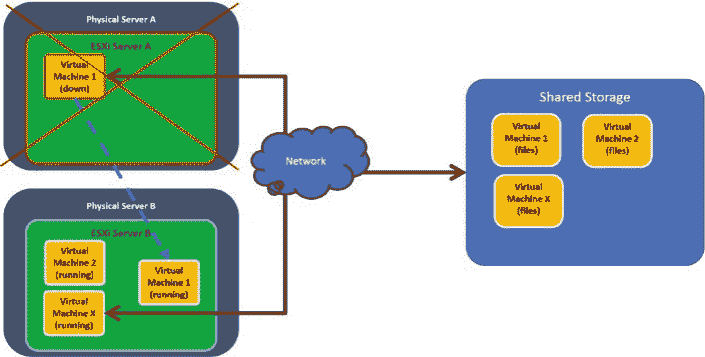 Physical Server A
ESXi Server A
Virtual
Machine 1
(down)
Physical Server B
ESXi Server B
Virtual
Machine 2
(running)
Virtual
Machine 1
(running)
Virtual
Machine X
(running)
Network
Shared Storage
Virtual
Machine 1
(files)
Virtual
Machine 2
(files)
Virtual
Machine X
(files)